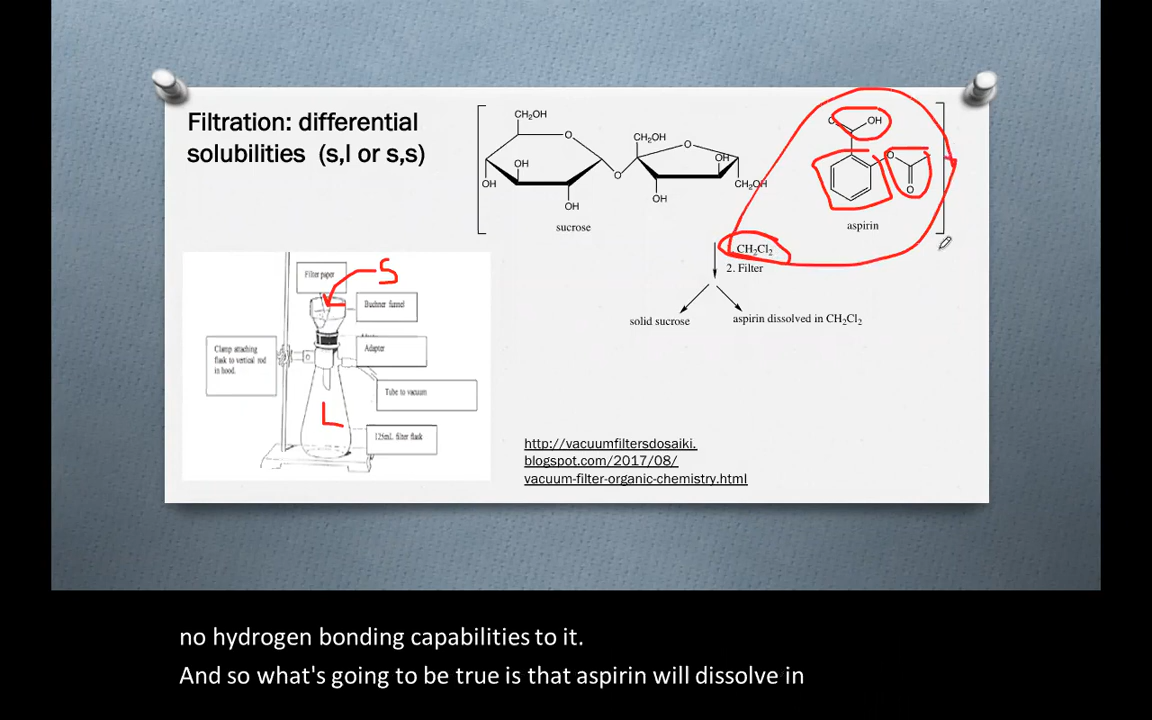 Filtration: differential
solubilities (s,l or s,s)
CH2OH
O
OH
OH
OH
O
CH2OH
O
OH
OH
CH2OH
sucrose
O
OH
O
O
aspirin
CH2Cl2
2. Filter
solid sucrose
aspirin dissolved in CH2Cl2
S
Filter paper
Buchner funnel
Adapter
Clamp attaching
flask to vertical rod
in hood.
Tube to vacuum
L
125mL filter flask
http://vacuumfiltersdosaiki.
blogspot.com/2017/08/
vacuum-filter-organic-chemistry.html
no hydrogen bonding capabilities to it.
And so what's going to be true is that aspirin will dissolve in